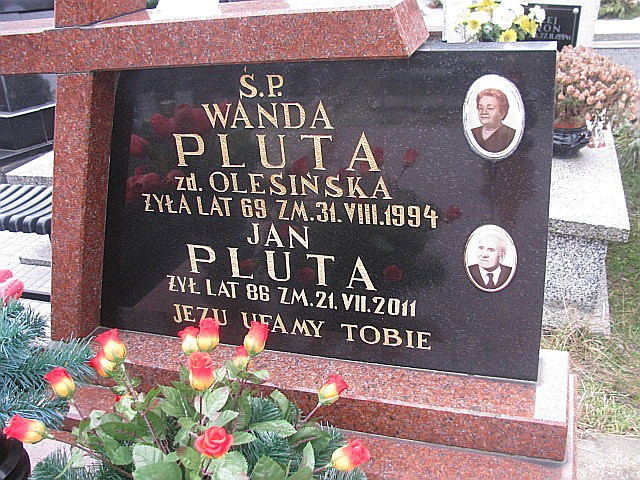 Ś.P.
WANDA
PLUTA
zd. OLESIŃSKA
ŻYŁA LAT 69 ZM. 31.VIII.1994
JAN
PLUTA
ŻYŁ LAT 86 ZM. 21.VII.2011
JEZU UFAMY TOBIE